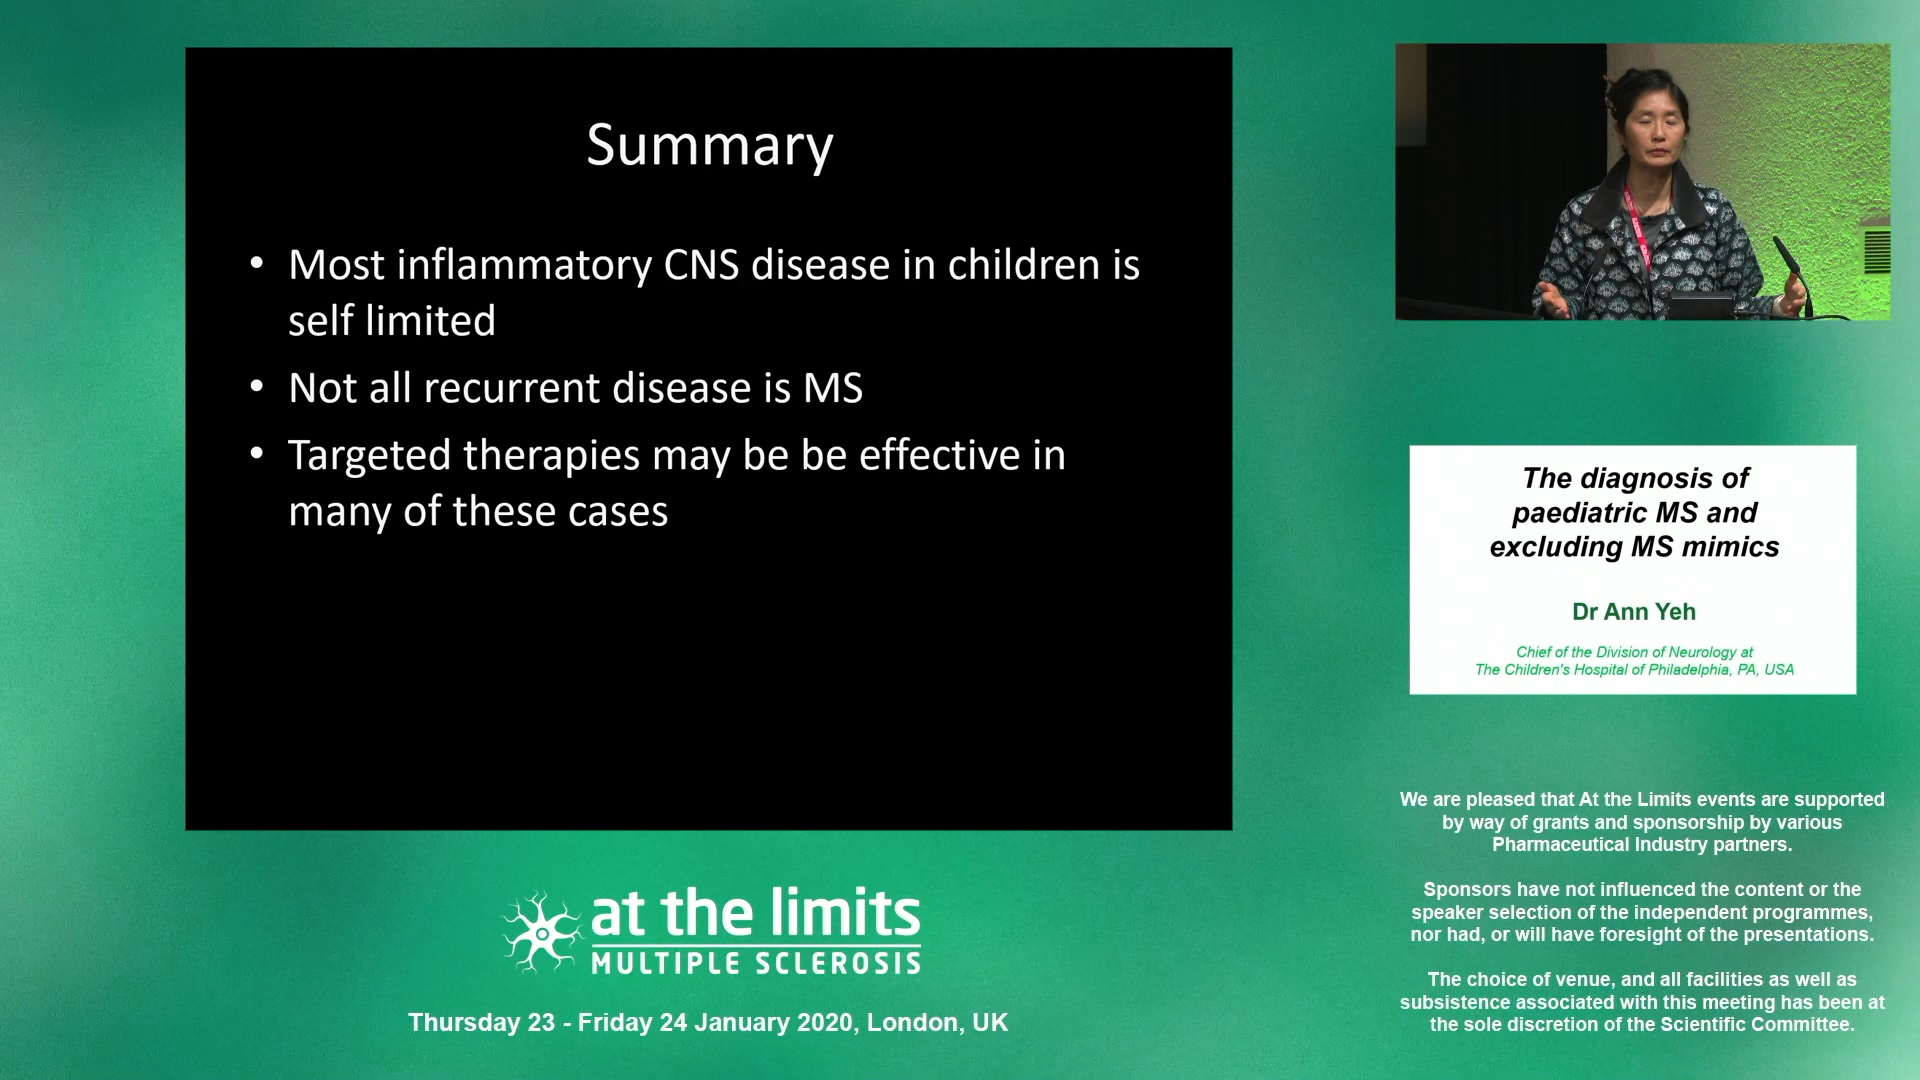 Summary
• Most inflammatory CNS disease in children is
self limited
• Not all recurrent disease is MS
• Targeted therapies may be be effective in
many of these cases
The diagnosis of
paediatric MS and
excluding MS mimics
Dr Ann Yeh
Chief of the Division of Neurology at
The Children's Hospital of Philadelphia, PA, USA
We are pleased that At the Limits events are supported
by way of grants and sponsorship by various
Pharmaceutical Industry partners.
Sponsors have not influenced the content or the
speaker selection of the independent programmes,
nor had, or will have foresight of the presentations.
The choice of venue, and all facilities as well as
subsistence associated with this meeting has been at
the sole discretion of the Scientific Committee.
at the limits
MULTIPLE SCLEROSIS
Thursday 23 - Friday 24 January 2020, London, UK